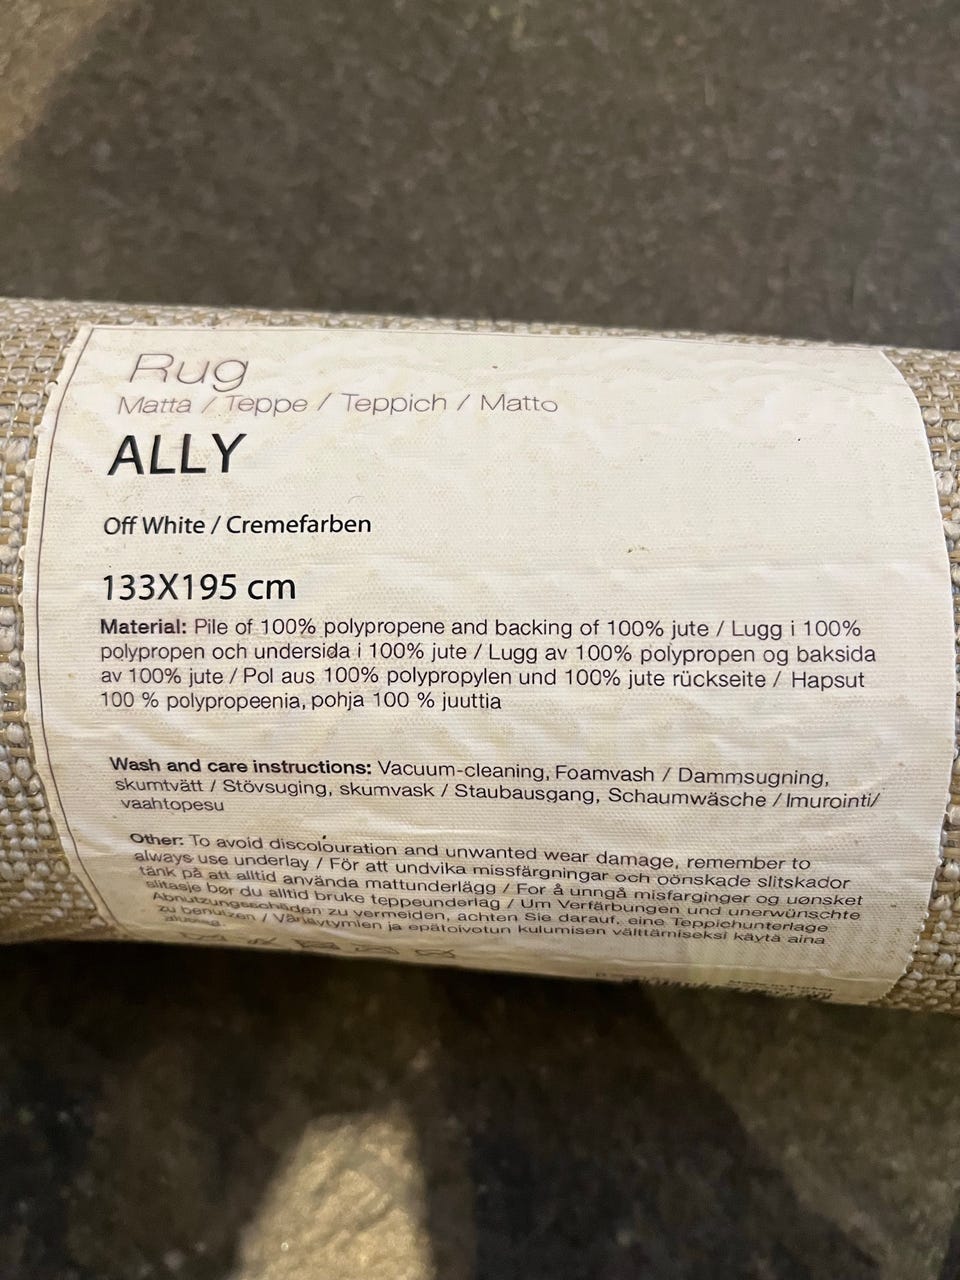 Rug
Matta / Teppe / Teppich / Matto
ALLY
Off White / Cremefarben
133X195 cm
Material: Pile of 100% polypropene and backing of 100% jute / Lugg i 100%
polypropen och undersida i 100% jute / Lugg av 100% polypropen og baksida
av 100% jute / Pol aus 100% polypropylen und 100% jute rückseite / Hapsut
100 % polypropeenia, pohja 100 % juuttia
Wash and care instructions: Vacuum-cleaning, Foamvash / Dammsugning,
skumtvätt / Stövsuging, skumvask / Staubausgang, Schaumwäsche / Imurointi/
vaahtopesu
Other: To avoid discolouration and unwanted wear damage, remember to
always use underlay / För att undvika missfärgningar och oönskade slitskador
tänk på att alltid använda mattunderlägg / For å unngå misfarginger og uønsket
slitasje bør du alltid bruke teppeunderlag / Um Verfärbungen und unerwünschte
Abnutzungsschäden zu vermeiden, achten Sie darauf, eine Teppichunterlage
zu benutzen / Värjäytymien ja epätoivotun kulumisen välttämiseksi käytä aina